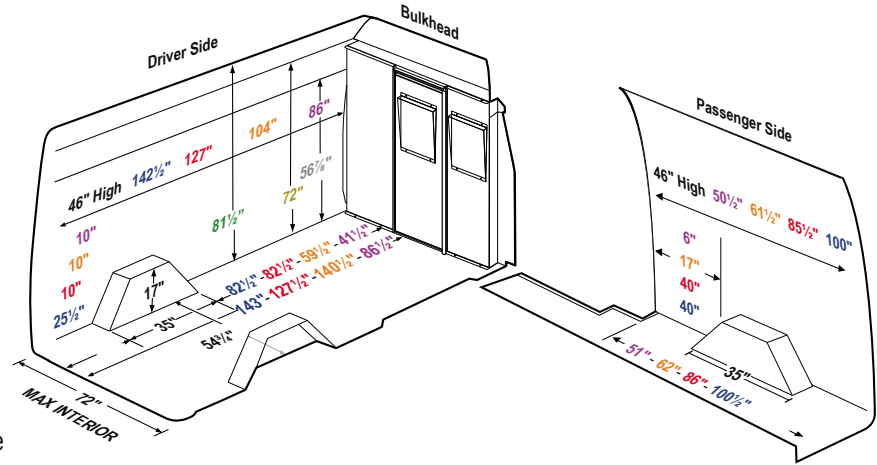 Bulkhead
Driver Side
Passenger Side
46" High 142½" 127" 104" 86"
81½"
72"
56⅞"
10"
10"
10"
25½"
17"
35"
54¾"
82½"-82½"-59½"-41½"
143"-127½"-140½"-86½"
72"
MAX INTERIOR
46" High 50½" 61½" 85½" 100"
6"
17"
40"
40"
35"
51"-62"-86"-100½"
e